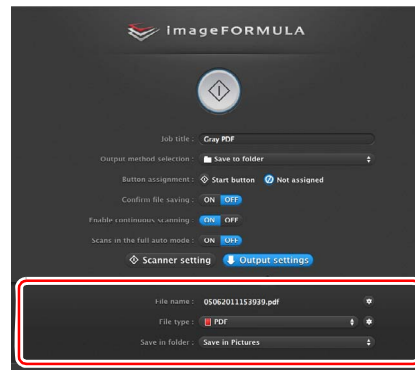 imageFORMULA
Job title : Gray PDF
Output method selection : Save to folder
Button assignment : Start button Not assigned
Confirm file saving : ON OFF
Enable continuous scanning : ON OFF
Scans in the full auto mode : ON OFF
Scanner setting Output settings
File name : 05062011153939.pdf
File type : PDF
Save in folder : Save in Pictures